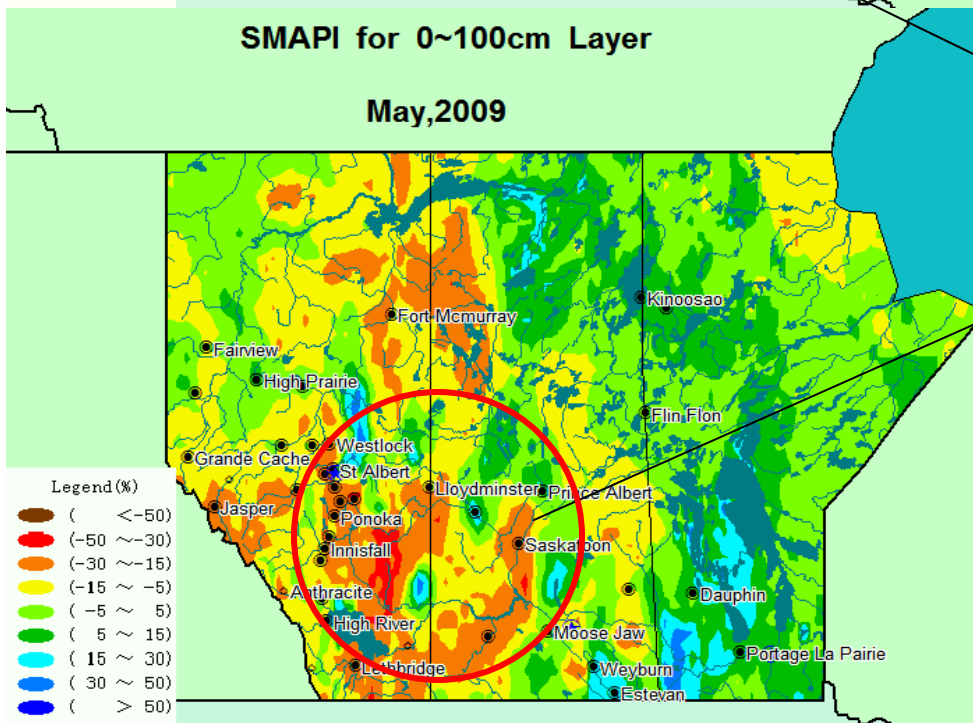 SMAPI for 0~100cm Layer
May,2009
Kinoosao
Fort Mcmurray
Fairview
High Prairie
Flin Flon
Westlock
Grande Cache
St Albert
Lloydminster
Prince Albert
Jasper
Ponoka
Saskatoon
Innisfall
Anthracite
Dauphin
High River
Moose Jaw
Portage La Pairie
Lethbridge
Weyburn
Estevan
Legend(%)
( <-50)
(-50 ~-30)
(-30 ~-15)
(-15 ~ -5)
( -5 ~ 5)
( 5 ~ 15)
( 15 ~ 30)
( 30 ~ 50)
( > 50)